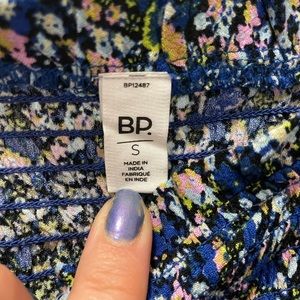 BP12487
BP.
S
MADE IN
INDIA
FABRIQUÉ
EN INDE